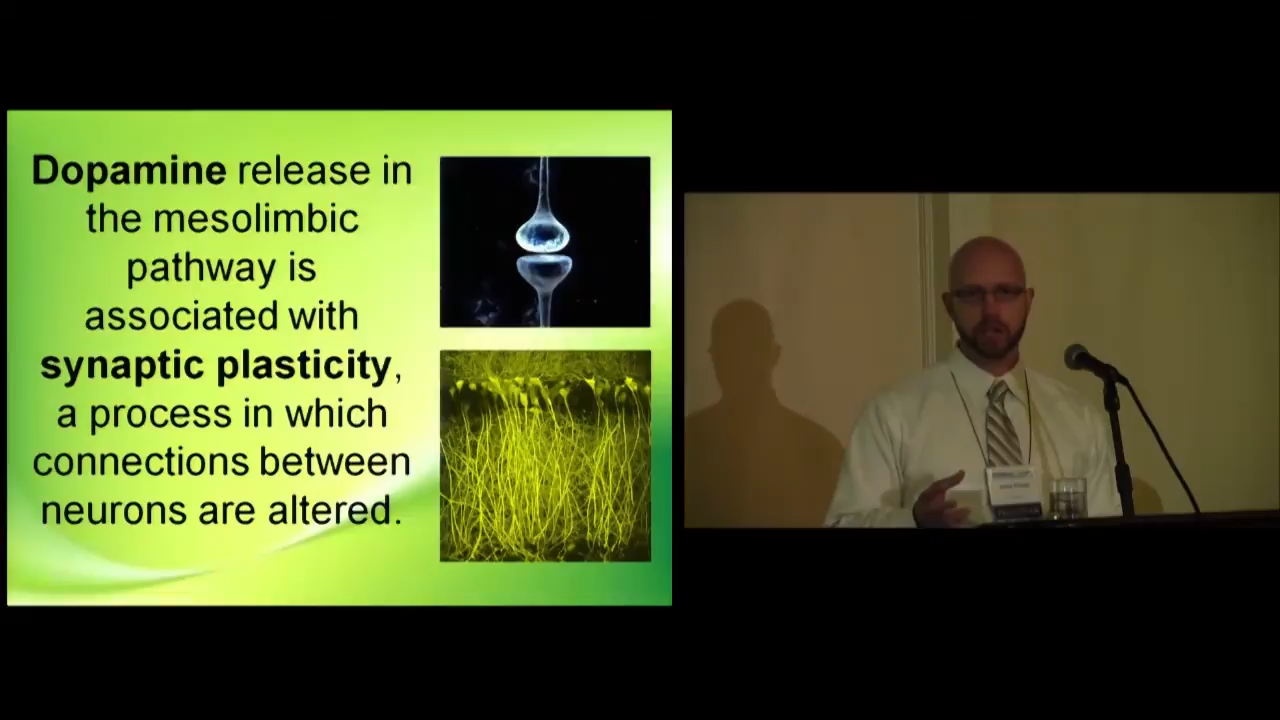 Dopamine release in
the mesolimbic
pathway is
associated with
synaptic plasticity,
a process in which
connections between
neurons are altered.